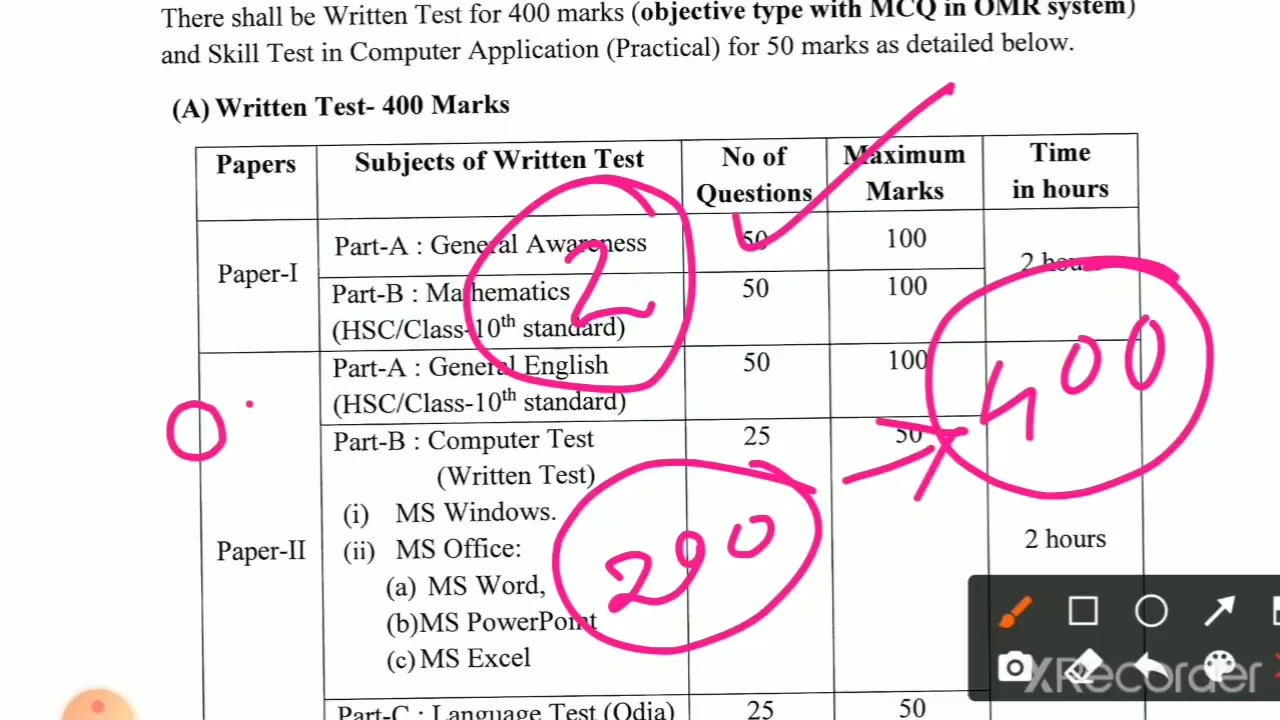 There shall be Written Test for 400 marks (objective type with MCQ in OMR system)
and Skill Test in Computer Application (Practical) for 50 marks as detailed below.
(A) Written Test- 400 Marks
Papers Subjects of Written Test No of Questions Maximum Marks Time in hours
Paper-I
Part-A : General Awareness 50 100
2 hours
Part-B : Mathematics 50 100
(HSC/Class-10th standard)
2
Part-A : General English 50 100
(HSC/Class-10th standard)
400
Part-B : Computer Test 25 50
(Written Test)
(i) MS Windows.
Paper-II
(ii) MS Office:
2 hours
290
(a) MS Word,
(b)MS PowerPoint
(c) MS Excel
Part-C : Language Test (Odia) 25 50
XRecorder